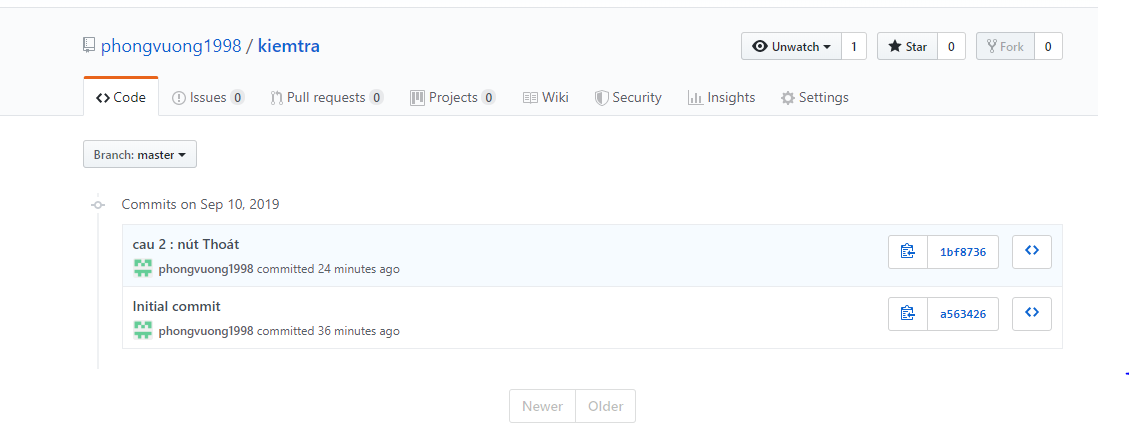 phongvuong1998 / kiemtra
Unwatch 1 Star 0 Fork 0
Code Issues 0 Pull requests 0 Projects 0 Wiki Security Insights Settings
Branch: master
Commits on Sep 10, 2019
cau 2 : nút Thoát
1bf8736
phongvuong1998 committed 24 minutes ago
Initial commit
a563426
phongvuong1998 committed 36 minutes ago
Newer Older